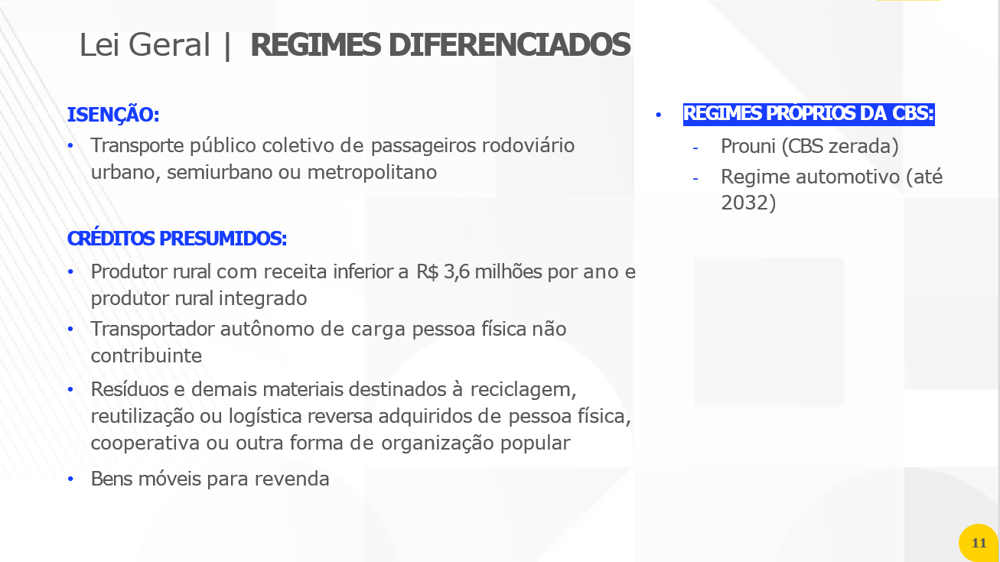 Lei Geral | REGIMES DIFERENCIADOS
ISENÇÃO:
• Transporte público coletivo de passageiros rodoviário
urbano, semiurbano ou metropolitano
CRÉDITOS PRESUMIDOS:
• Produtor rural com receita inferior a R$ 3,6 milhões por ano e
produtor rural integrado
• Transportador autônomo de carga pessoa física não
contribuinte
• Resíduos e demais materiais destinados à reciclagem,
reutilização ou logística reversa adquiridos de pessoa física,
cooperativa ou outra forma de organização popular
• Bens móveis para revenda
• REGIMES PRÓPRIOS DA CBS:
- Prouni (CBS zerada)
- Regime automotivo (até
2032)
11